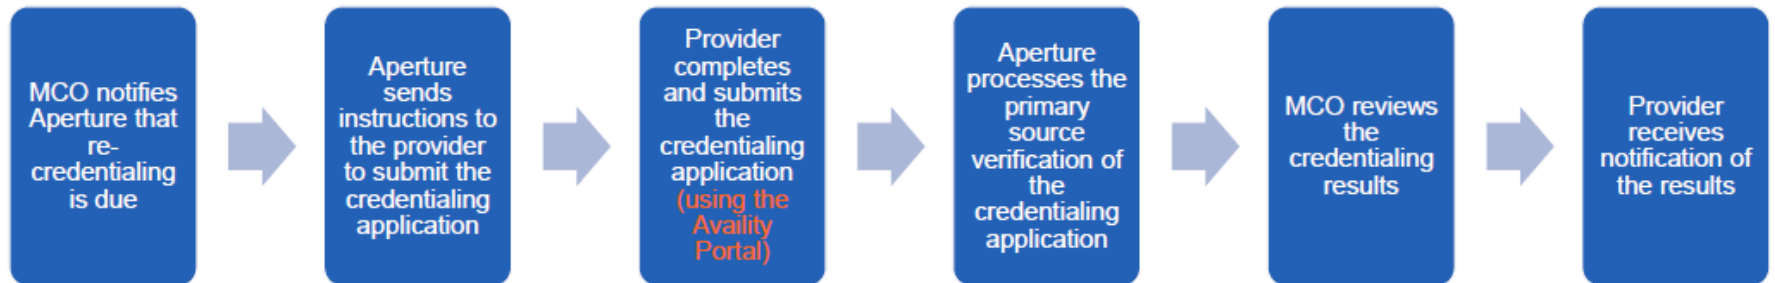 MCO notifies
Aperture that
re-
credentialing
is due
Aperture
sends
instructions to
the provider
to submit the
credentialing
application
Provider
completes
and submits
the
credentialing
application
(using the
Availity
Portal)
Aperture
processes the
primary
source
verification of
the
credentialing
application
MCO reviews
the
credentialing
results
Provider
receives
notification of
the results